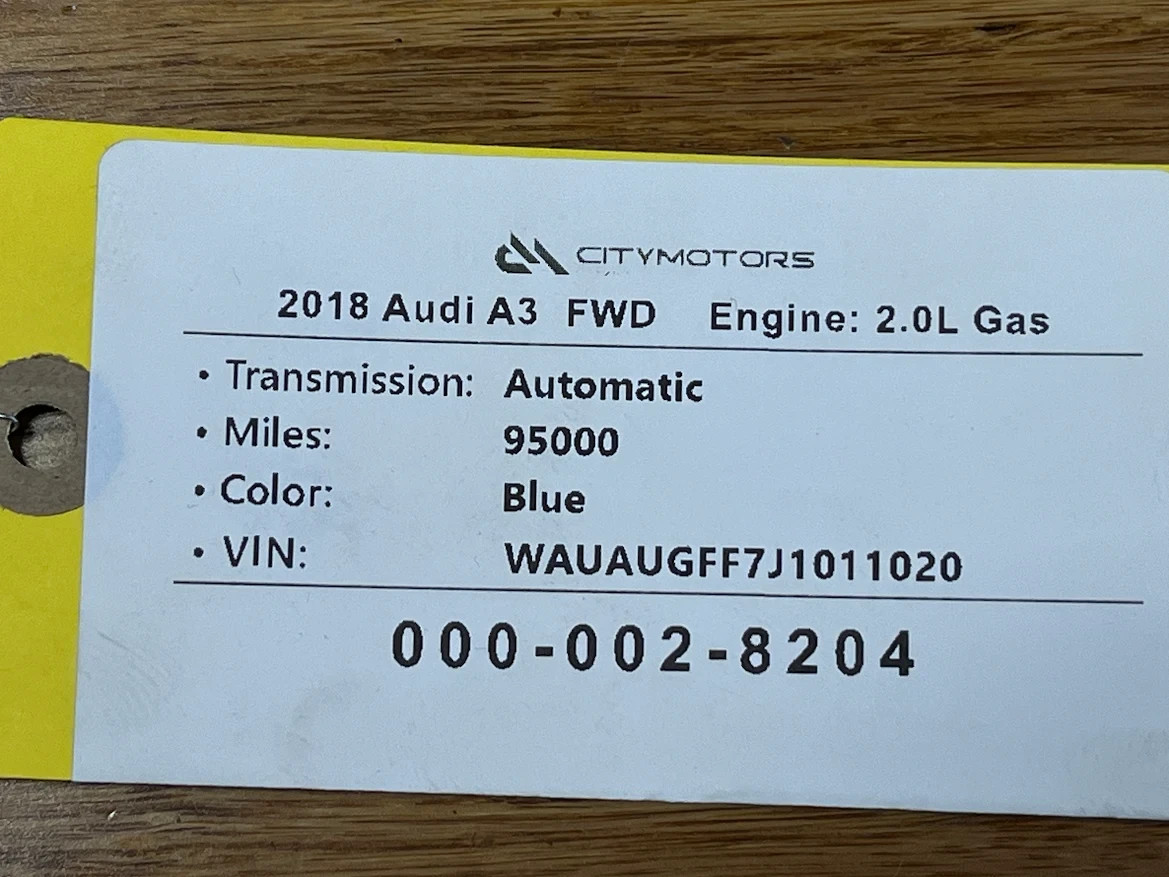 CITYMOTORS
2018 Audi A3 FWD Engine: 2.0L Gas
• Transmission: Automatic
• Miles: 95000
• Color: Blue
• VIN: WAUAUGFF7J1011020
000-002-8204